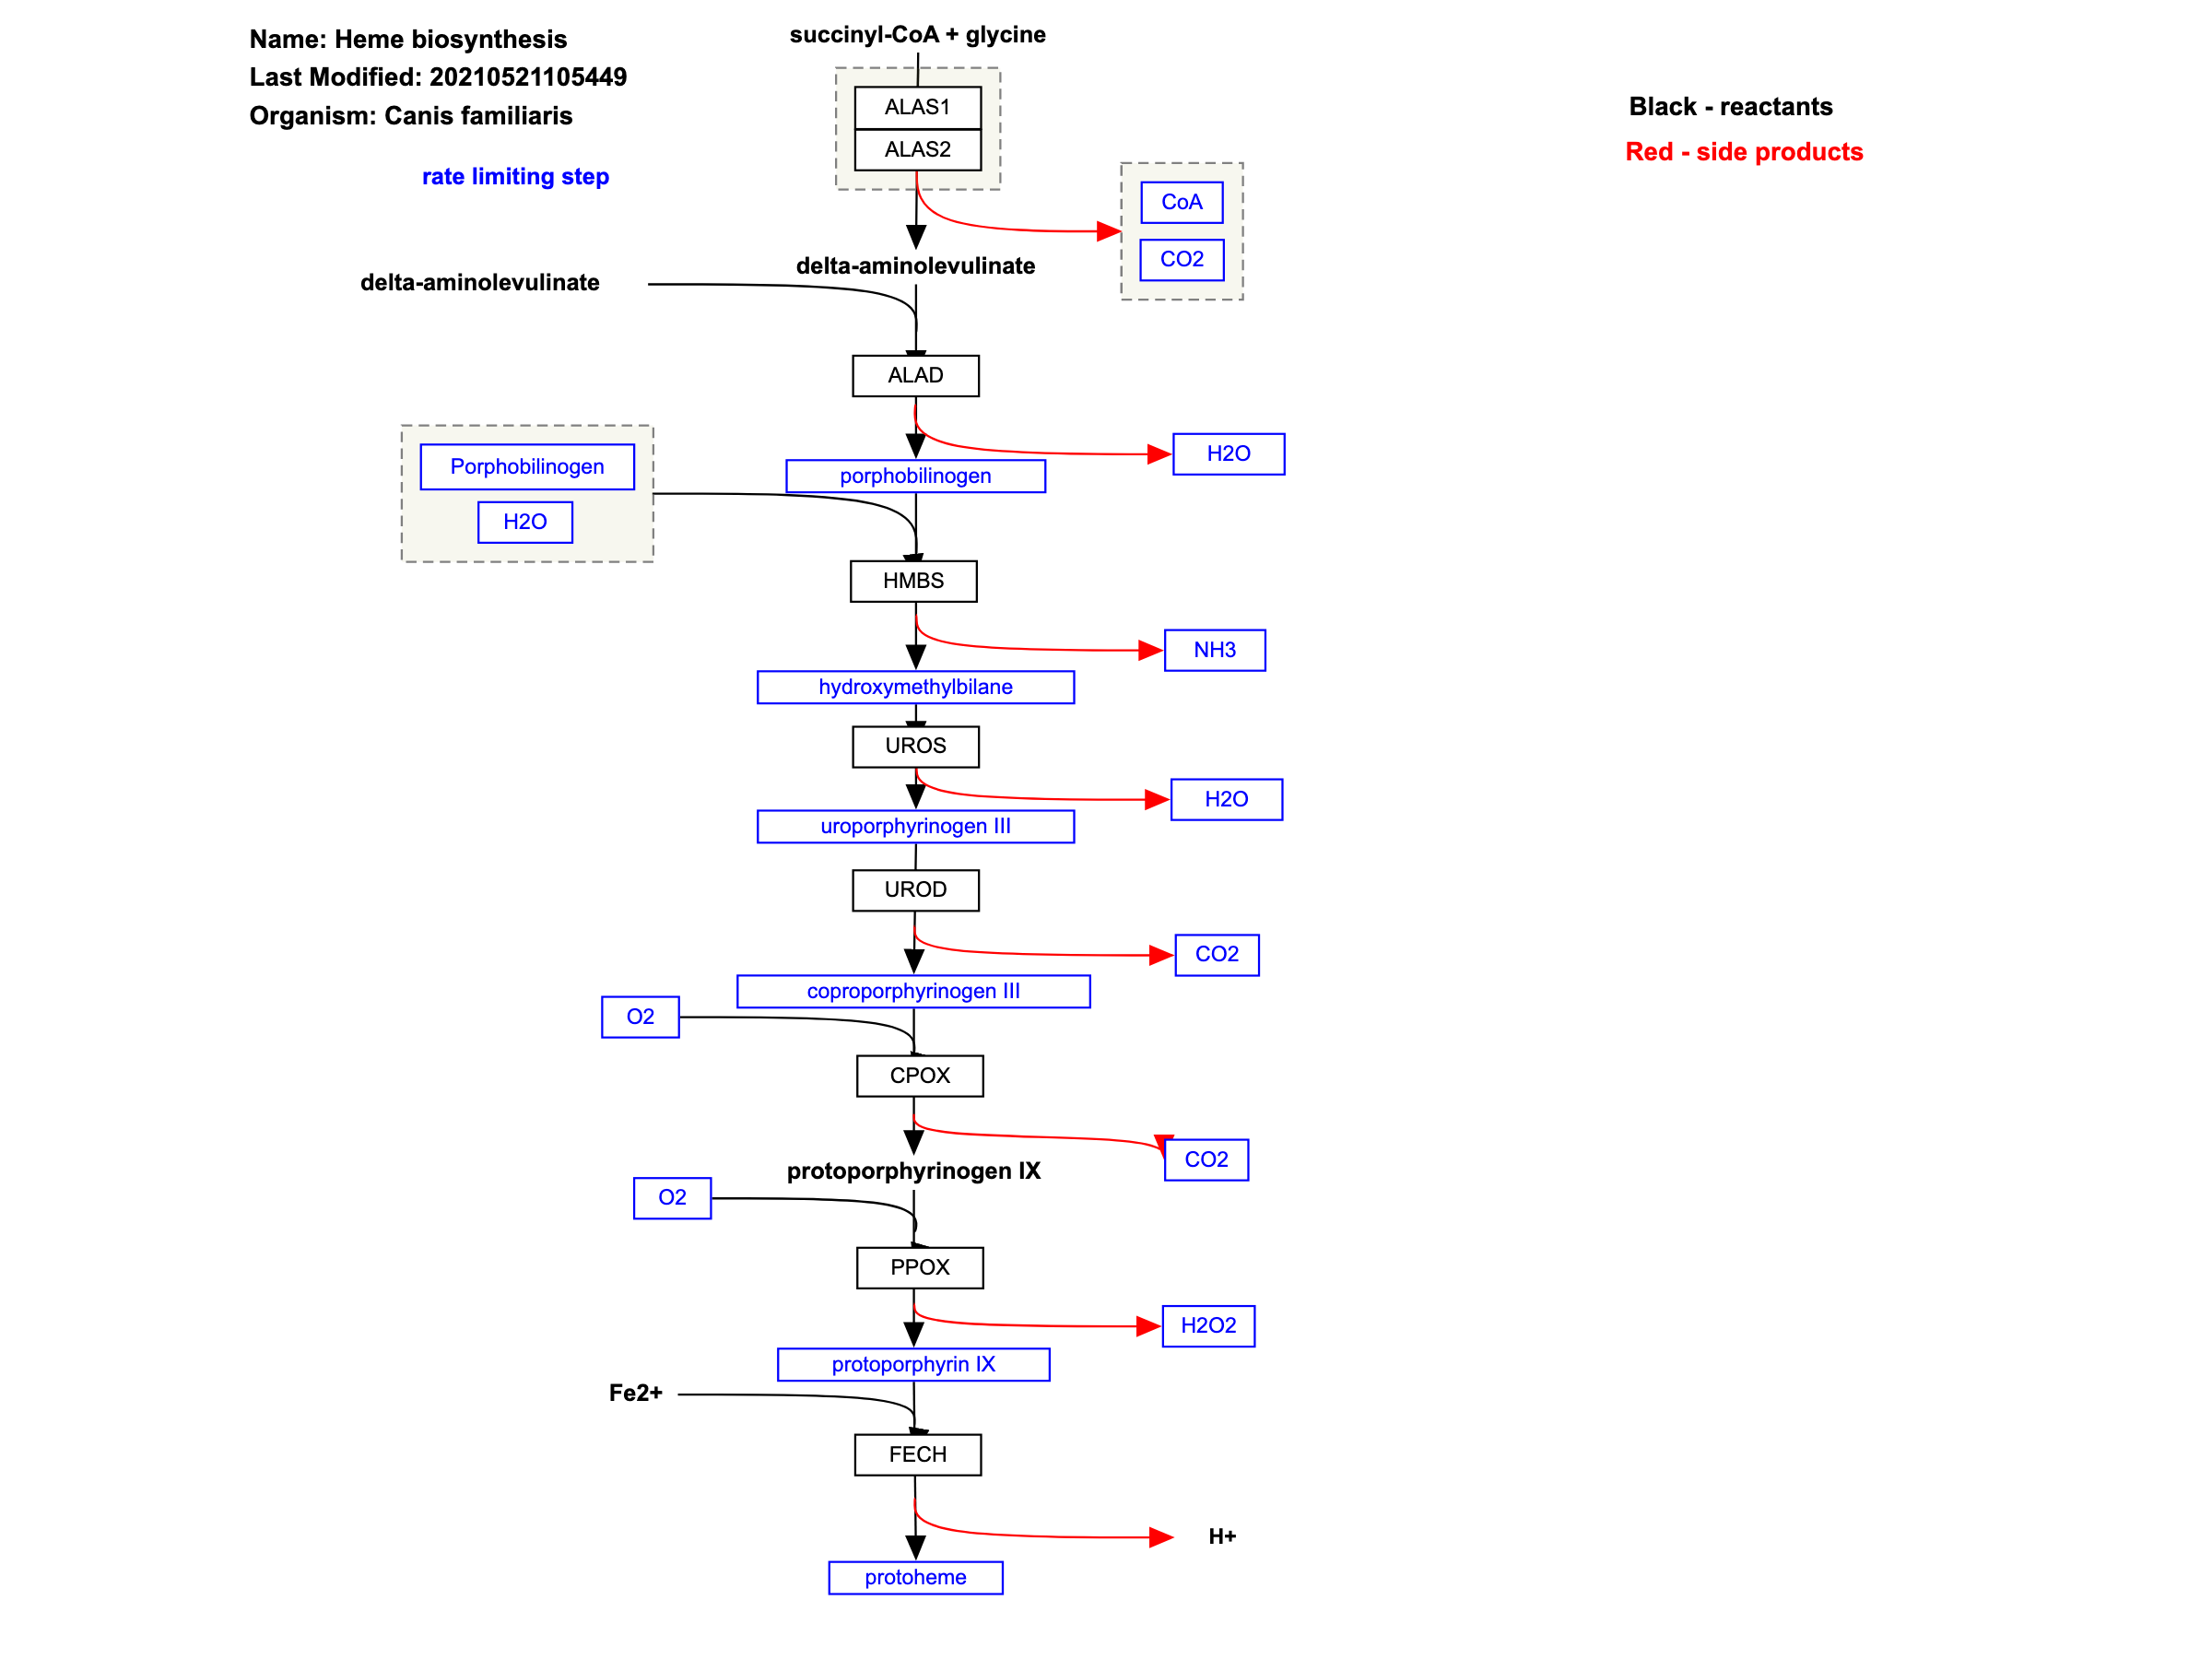 Name: Heme biosynthesis
Last Modified: 20210521105449
Organism: Canis familiaris
succinyl-CoA + glycine
Black - reactants
Red - side products
rate limiting step
ALAS1
ALAS2
CoA
CO2
delta-aminolevulinate
delta-aminolevulinate
ALAD
H2O
Porphobilinogen
H2O
porphobilinogen
HMBS
NH3
hydroxymethylbilane
UROS
H2O
uroporphyrinogen III
UROD
CO2
coproporphyrinogen III
O2
CPOX
CO2
protoporphyrinogen IX
O2
PPOX
H2O2
protoporphyrin IX
Fe2+
FECH
H+
protoheme